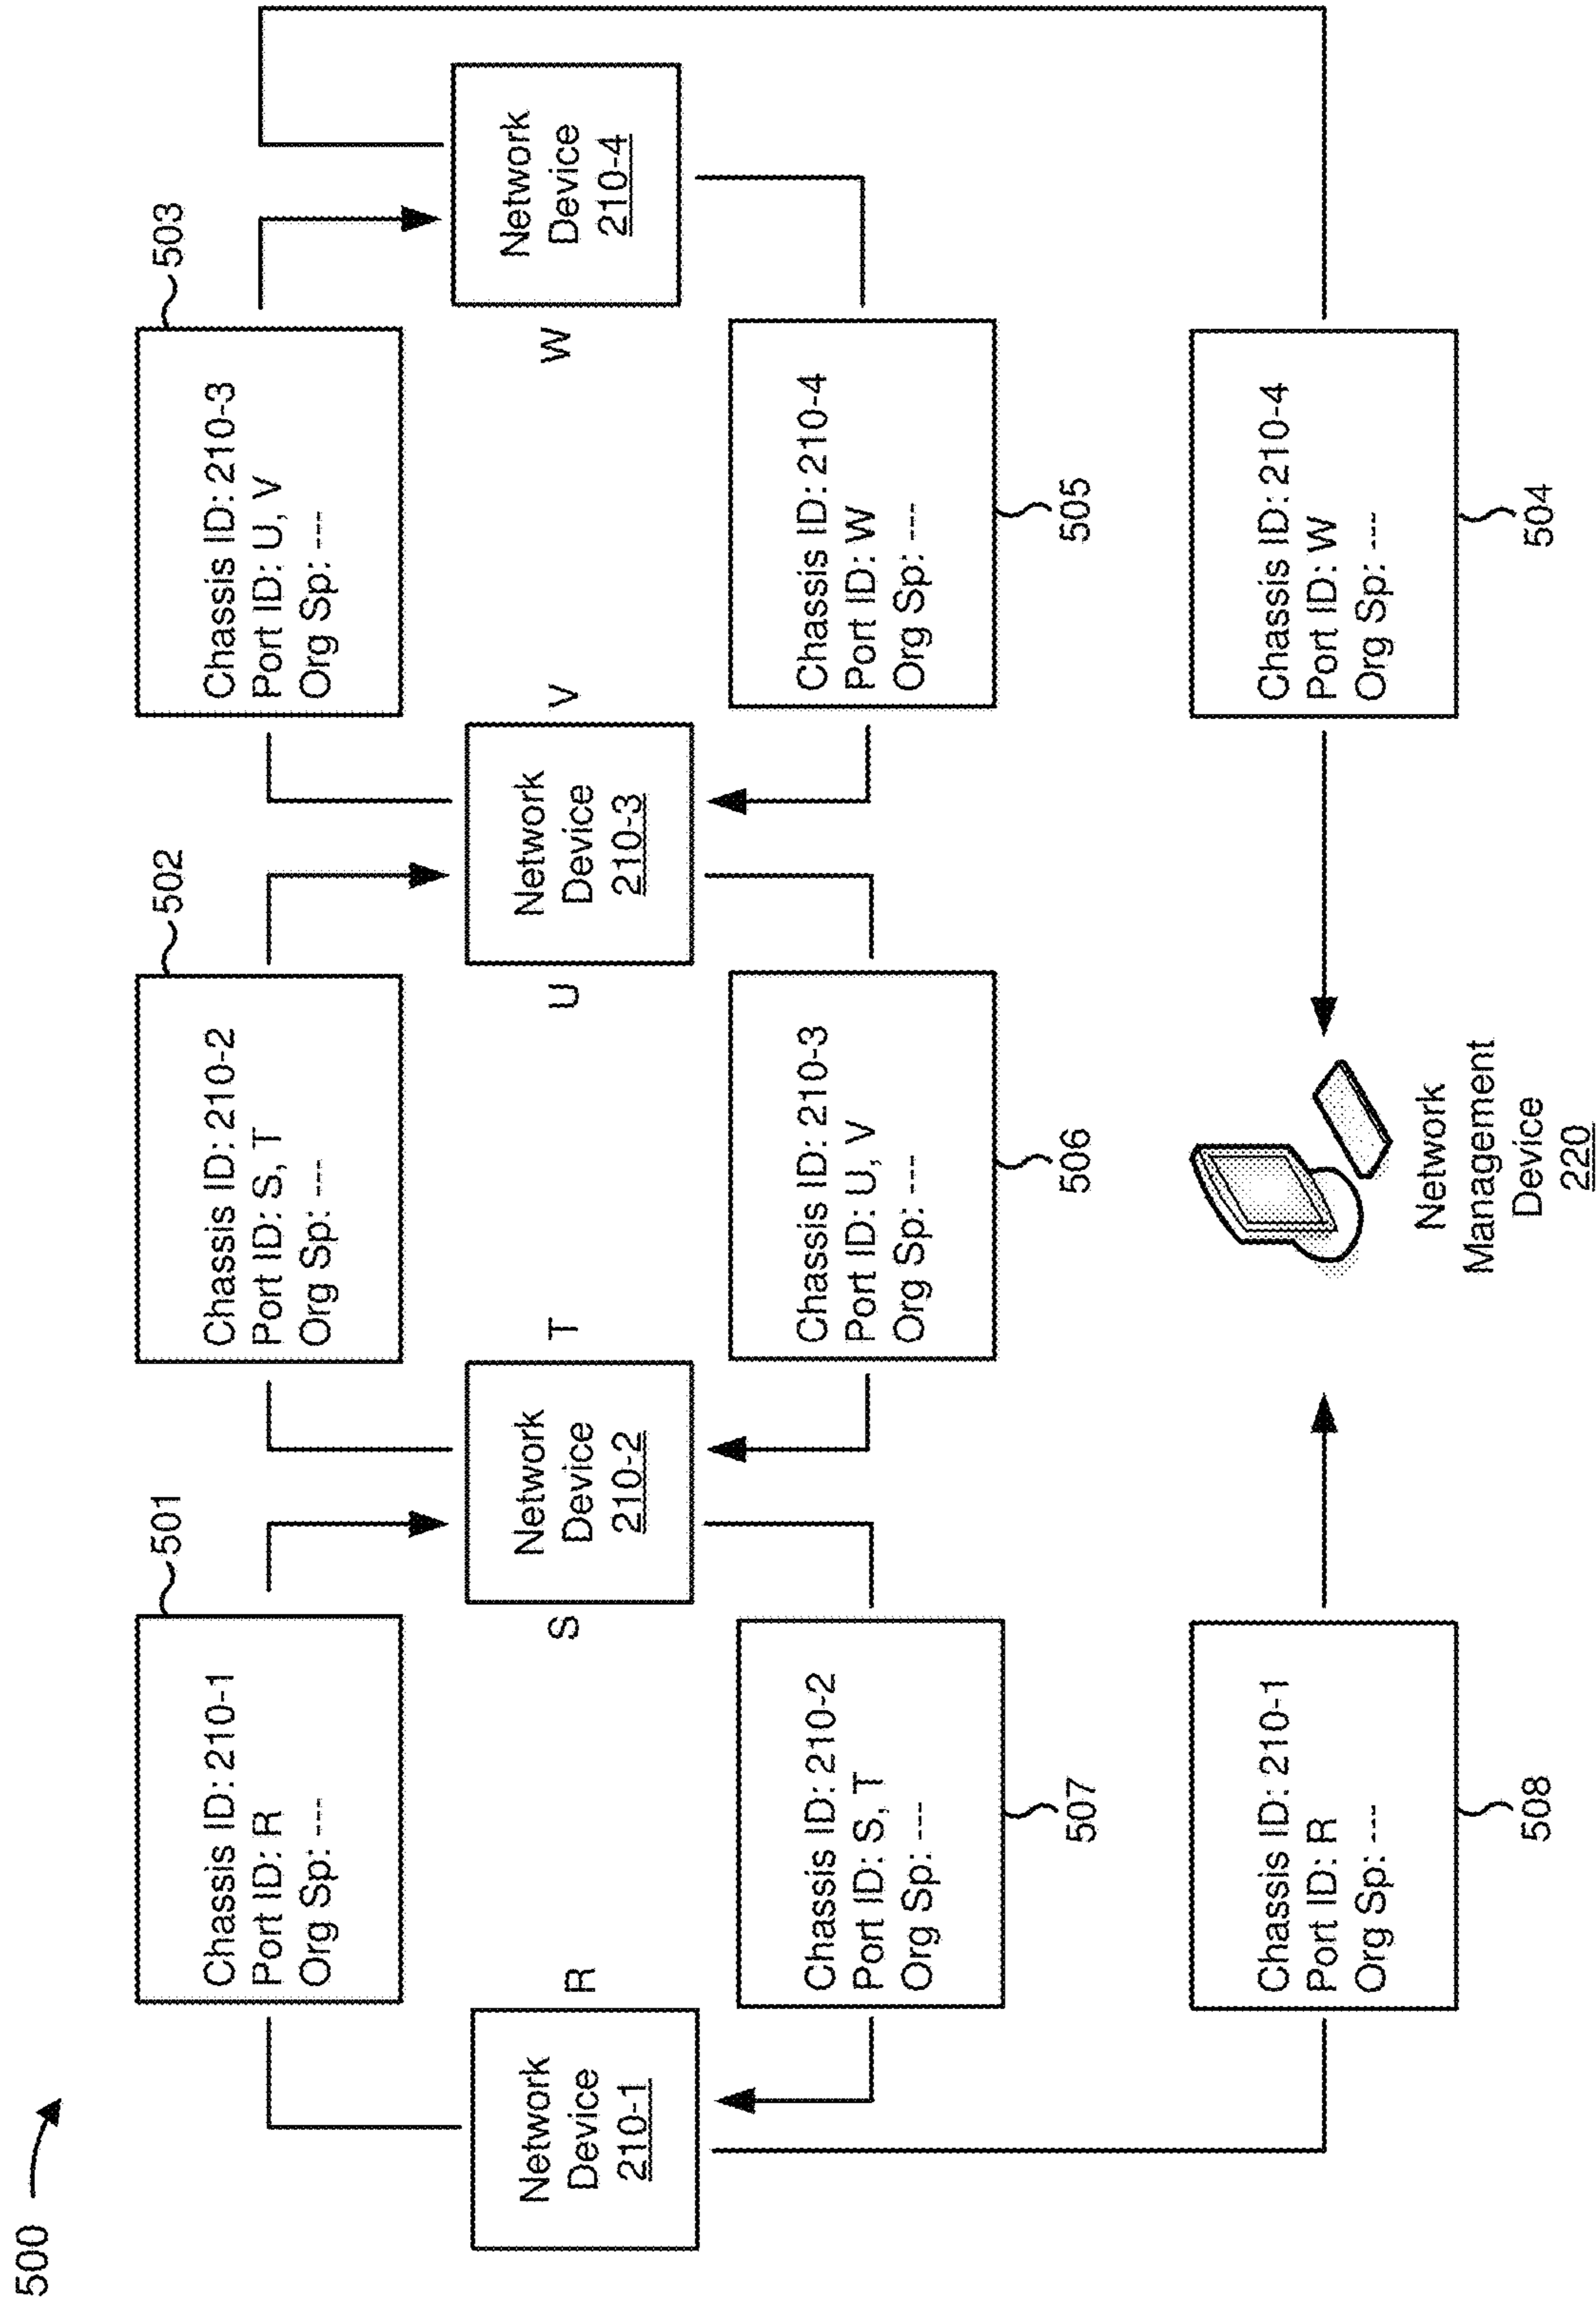 500
501
Chassis ID: 210-1
Port ID: R
Org Sp: ---
502
Chassis ID: 210-2
Port ID: S, T
Org Sp: ---
503
Chassis ID: 210-3
Port ID: U, V
Org Sp: ---
Network
Device
210-1
R
S
Network
Device
210-2
T
U
Network
Device
210-3
V
W
Network
Device
210-4
Chassis ID: 210-2
Port ID: S, T
Org Sp: ---
507
Chassis ID: 210-3
Port ID: U, V
Org Sp: ---
506
Chassis ID: 210-4
Port ID: W
Org Sp: ---
505
Chassis ID: 210-1
Port ID: R
Org Sp: ---
508
Network
Management
Device
220
Chassis ID: 210-4
Port ID: W
Org Sp: ---
504